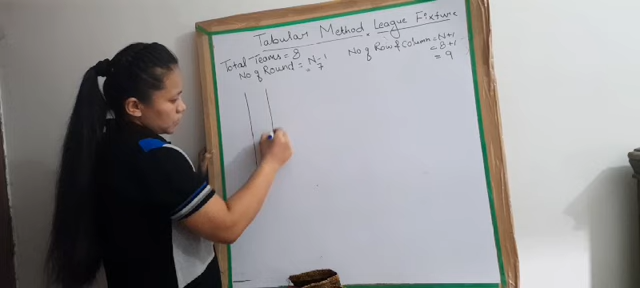 Tabular Method - League Fixture
Total Teams = 8
No of Round = N-1
= 7
No of Row & Column = N+1
= 8+1
= 9